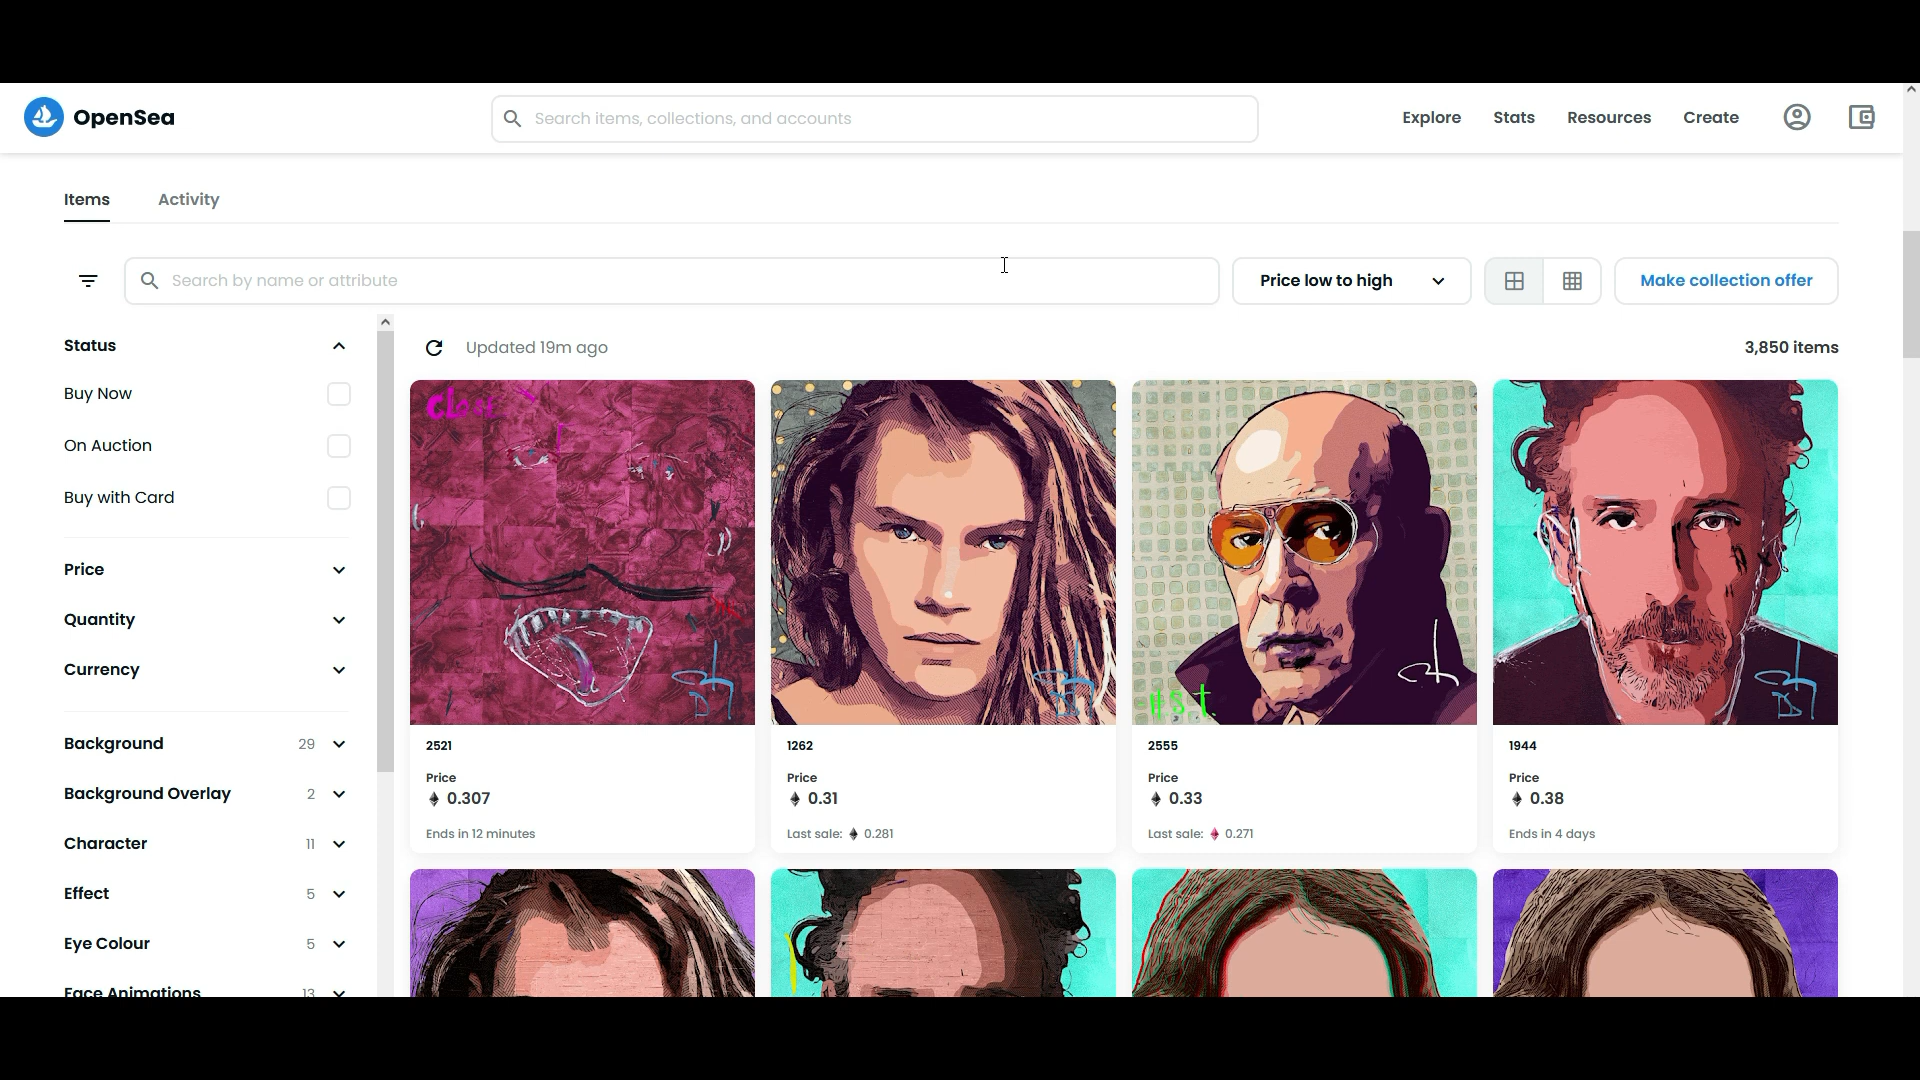 OpenSea
Search items, collections, and accounts
Explore
Stats
Resources
Create
Items
Activity
Search by name or attribute
Price low to high
Make collection offer
Status
Buy Now
On Auction
Buy with Card
Price
Quantity
Currency
Background 29
Background Overlay 2
Character 11
Effect 5
Eye Colour 5
Face Animations 13
Updated 19m ago
3,850 items
2521
Price
0.307
Ends in 12 minutes
1262
Price
0.31
Last sale: 0.281
2555
Price
0.33
Last sale: 0.271
1944
Price
0.38
Ends in 4 days